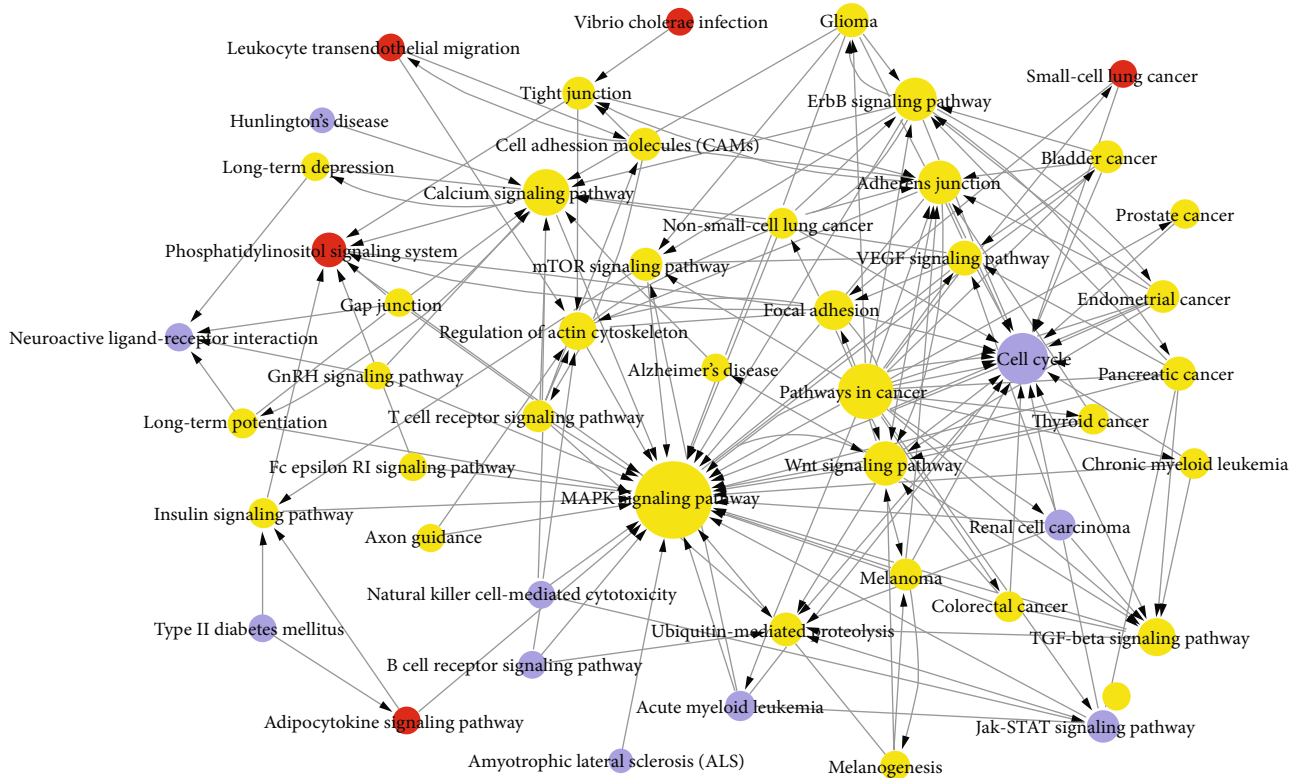 Vibrio cholerae infection
Glioma
Leukocyte transendothelial migration
Small-cell lung cancer
Tight junction
ErbB signaling pathway
Hunlington's disease
Cell adhession molecules (CAMs)
Bladder cancer
Long-term depression
Calcium signaling pathway
Adherens junction
Prostate cancer
Non-small-cell lung cancer
Phosphatidylinositol signaling system
mTOR signaling pathway
VEGF signaling pathway
Endometrial cancer
Gap junction
Focal adhesion
Neuroactive ligand-receptor interaction
Regulation of actin cytoskeleton
Cell cycle
GnRH signaling pathway
Alzheimer's disease
Pancreatic cancer
Pathways in cancer
Long-term potentiation
T cell receptor signaling pathway
Thyroid cancer
Fc epsilon RI signaling pathway
Wnt signaling pathway
Chronic myeloid leukemia
MAPK signaling pathway
Insulin signaling pathway
Renal cell carcinoma
Axon guidance
Melanoma
Natural killer cell-mediated cytotoxicity
Colorectal cancer
Type II diabetes mellitus
Ubiquitin-mediated proteolysis
TGF-beta signaling pathway
B cell receptor signaling pathway
Acute myeloid leukemia
Adipocytokine signaling pathway
Jak-STAT signaling pathway
Amyotrophic lateral sclerosis (ALS)
Melanogenesis